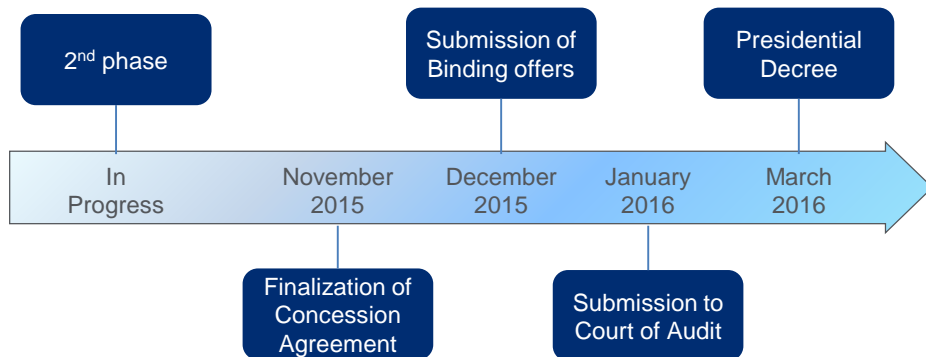 2nd phase
Submission of
Binding offers
Presidential
Decree
In
Progress
November
2015
December
2015
January
2016
March
2016
Finalization of
Concession
Agreement
Submission to
Court of Audit